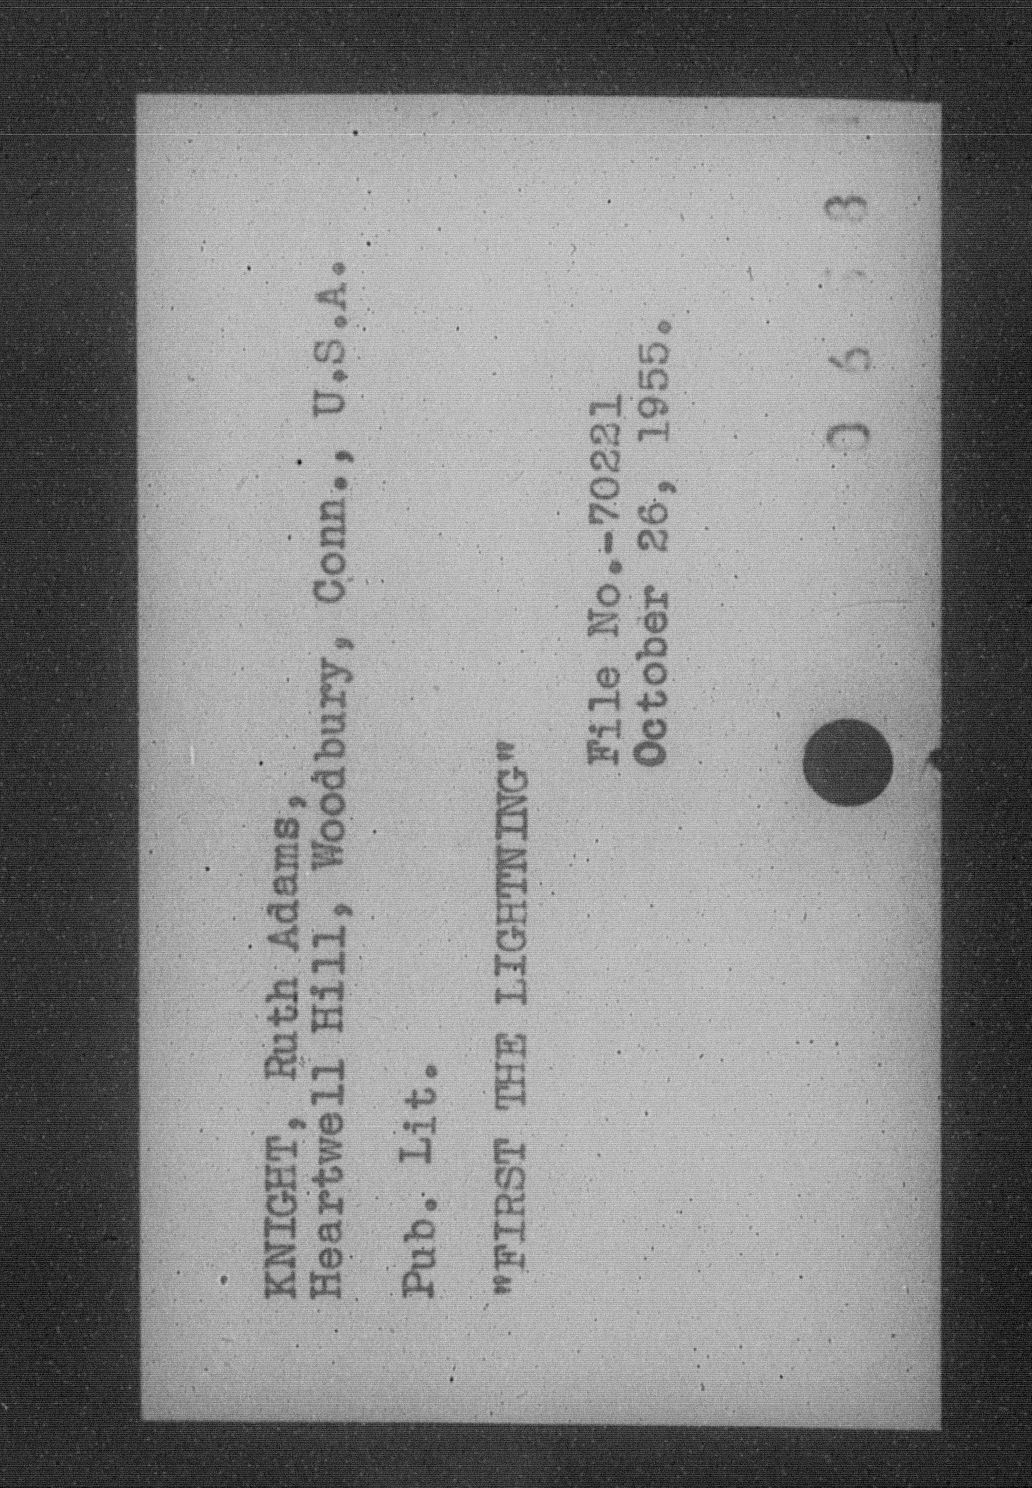 KNIGHT, Ruth Adams,
Heartwell Hill, Woodbury, Conn., U.S.A.
Pub. Lit.
"FIRST THE LIGHTNING"
File No.-70221
October 26, 1955.